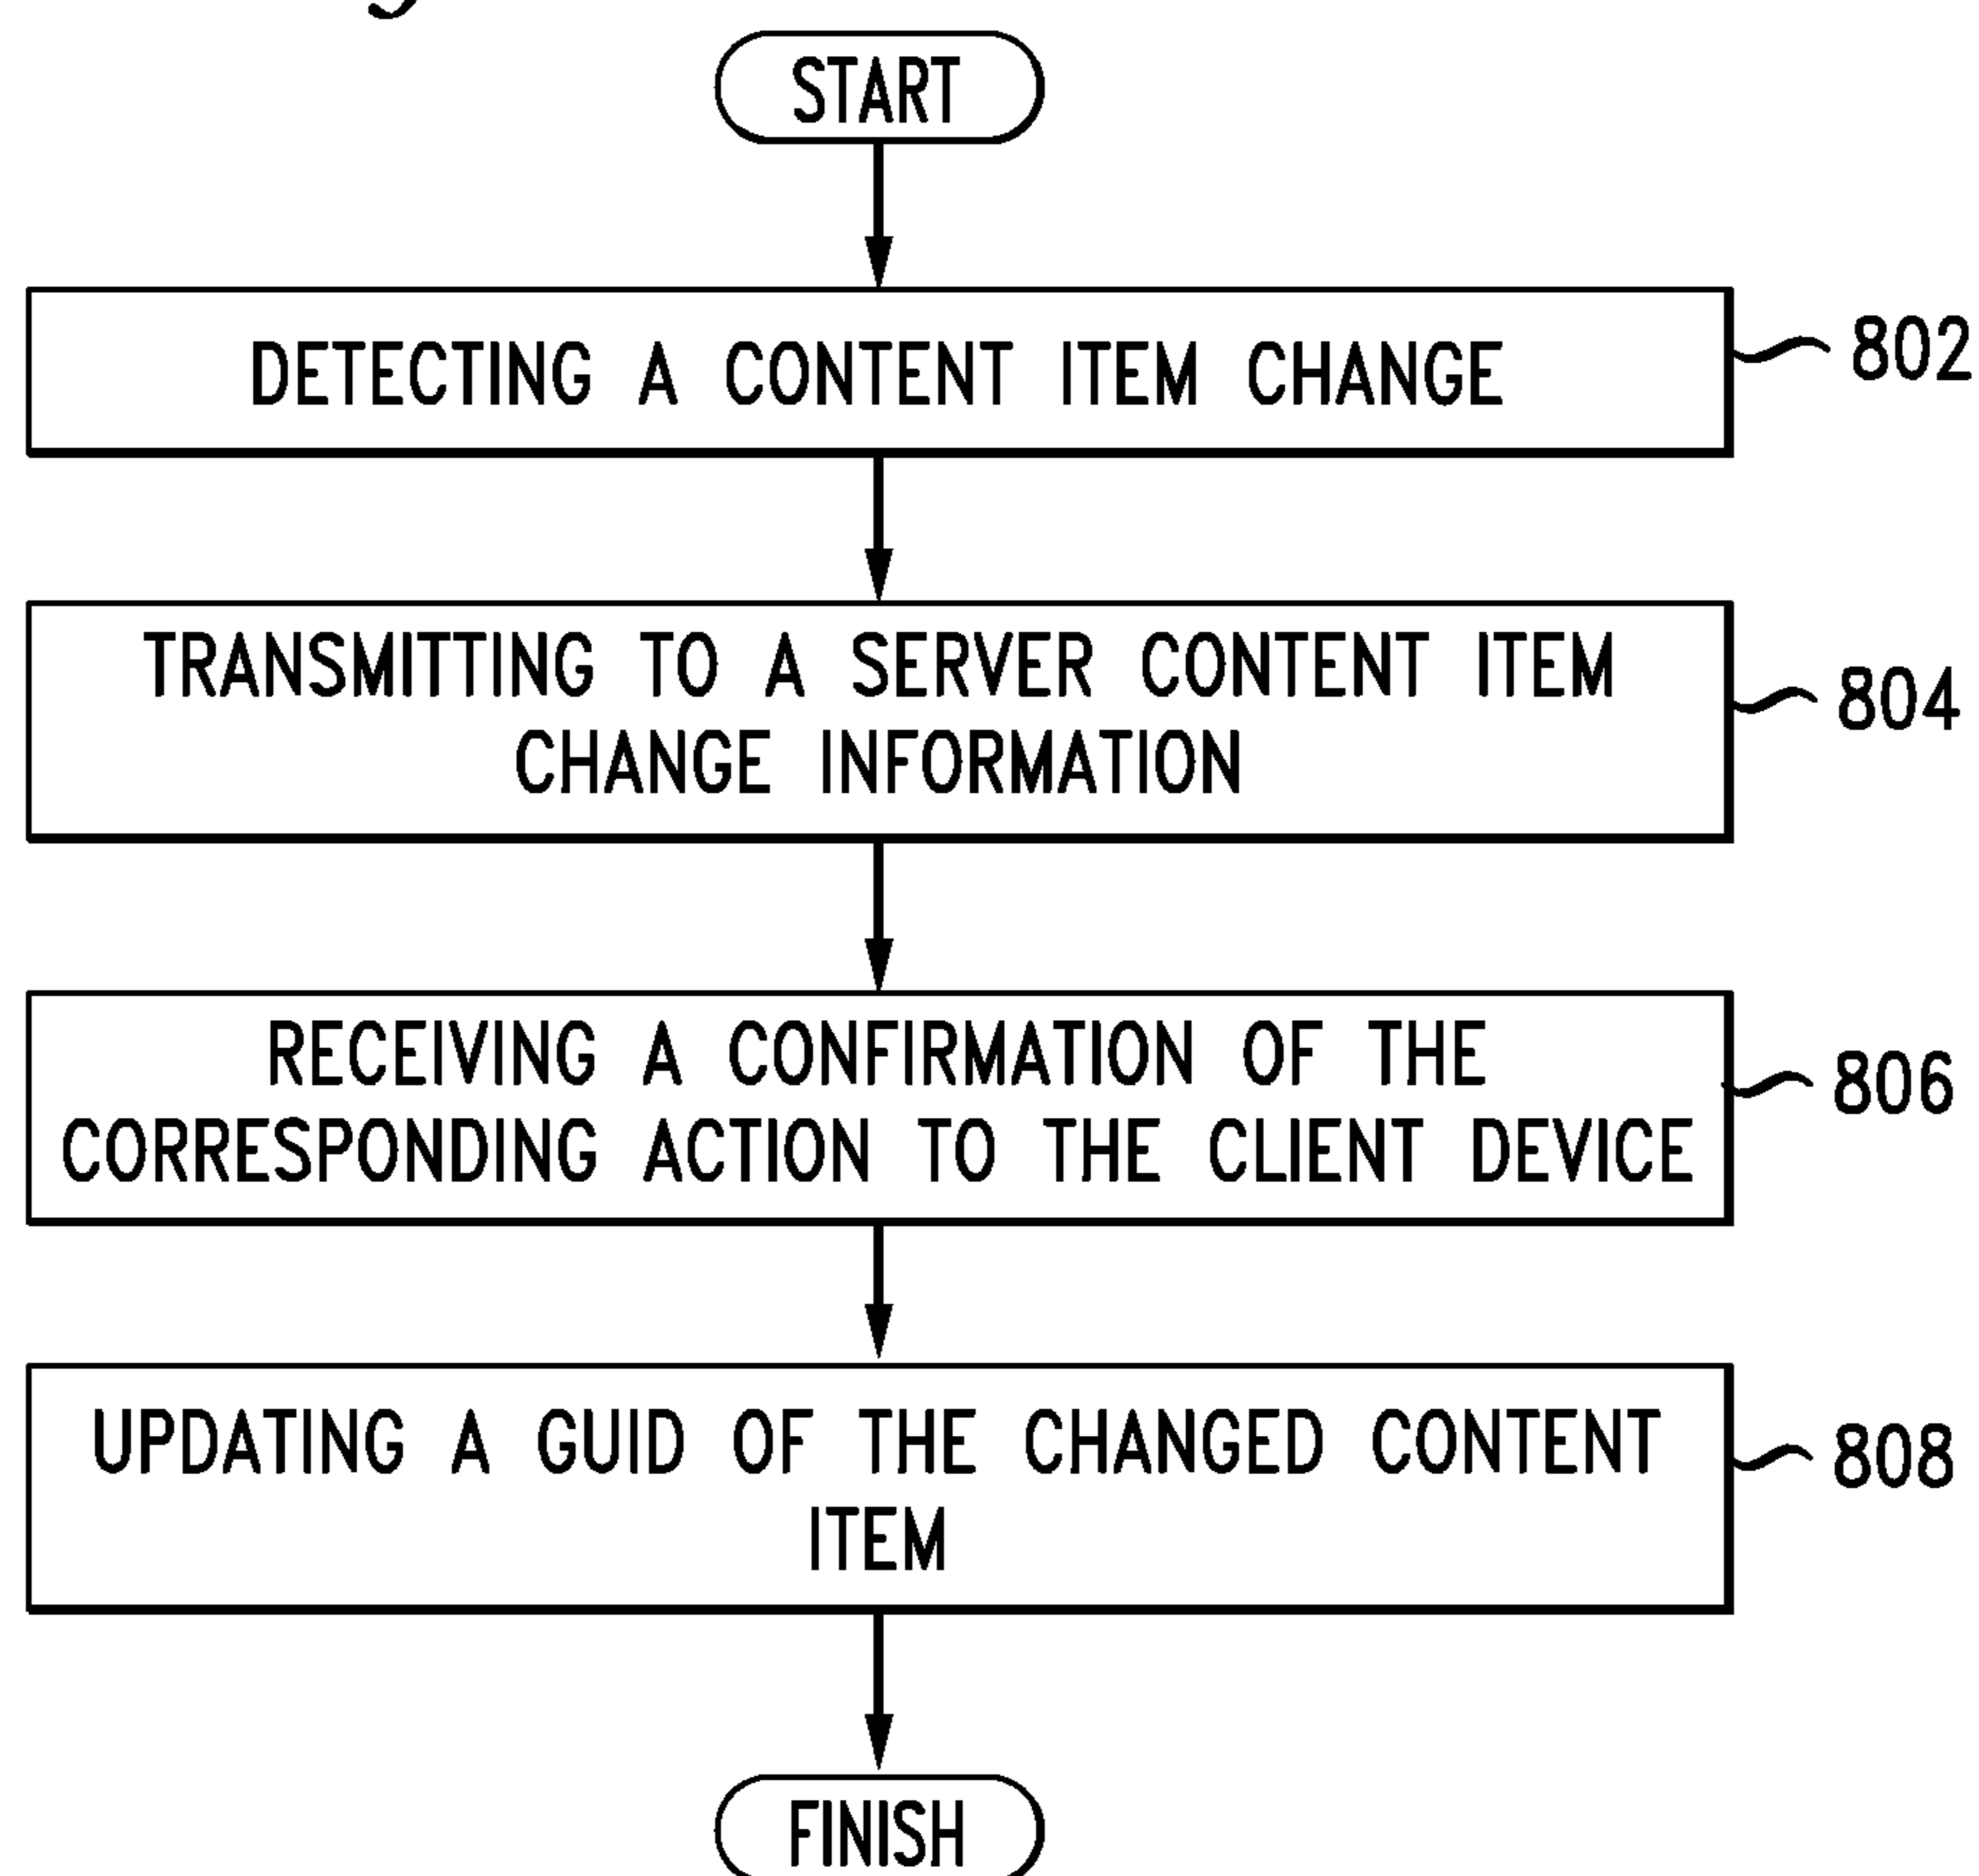 START
DETECTING A CONTENT ITEM CHANGE
802
TRANSMITTING TO A SERVER CONTENT ITEM
CHANGE INFORMATION
804
RECEIVING A CONFIRMATION OF THE
CORRESPONDING ACTION TO THE CLIENT DEVICE
806
UPDATING A GUID OF THE CHANGED CONTENT
ITEM
808
FINISH